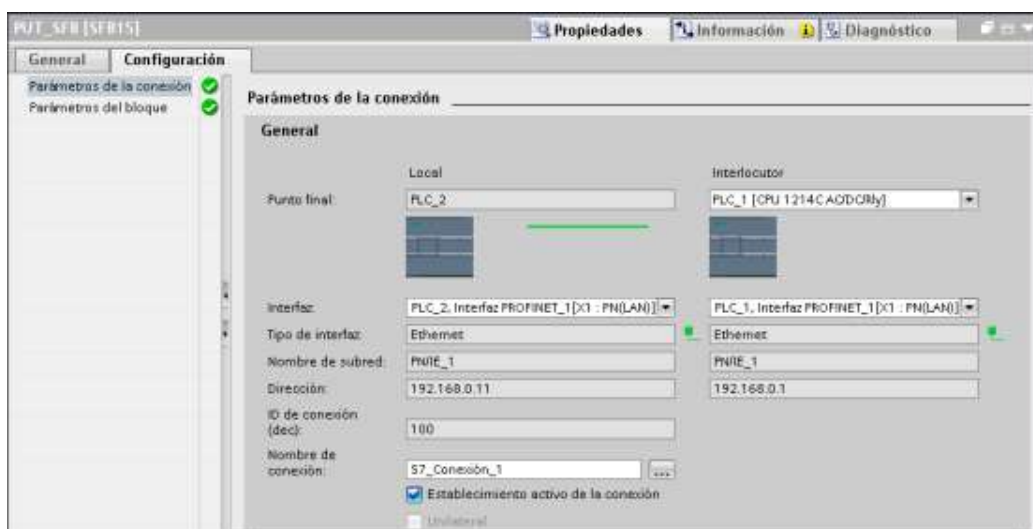 PUT_SFB [SFB15]
Propiedades
Información
Diagnóstico
General
Configuración
Parámetros de la conexión
Parámetros del bloque
Parámetros de la conexión
General
Local
Interlocutor
Punto final:
PLC_2
PLC_1 [CPU 1214C AC/DC/Rly]
Interfaz:
PLC_2, Interfaz PROFINET_1[X1 : PN(LAN)]
PLC_1, Interfaz PROFINET_1[X1 : PN(LAN)]
Tipo de interfaz:
Ethernet
Ethernet
Nombre de subred:
PN/IE_1
PN/IE_1
Dirección:
192.168.0.11
192.168.0.1
ID de conexión
(dec):
100
Nombre de
conexión:
S7_Conexión_1
...
Establecimiento activo de la conexión
Unilateral